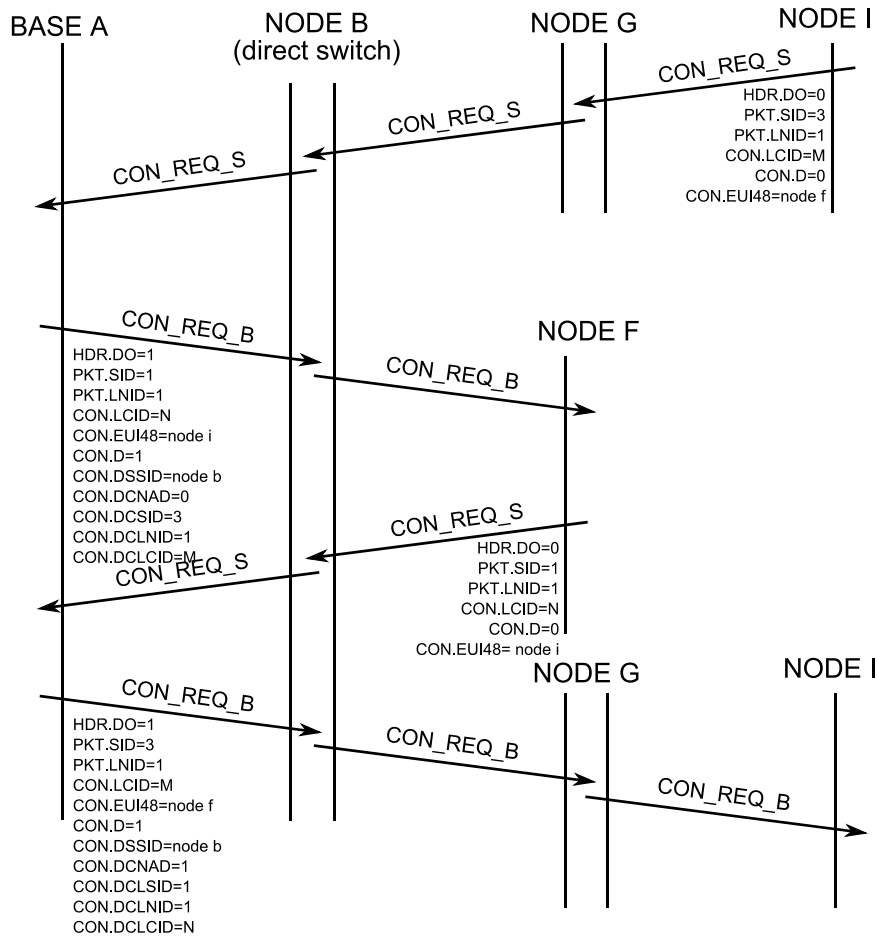 BASE A
NODE B
(direct switch)
NODE G
NODE I
CON_REQ_S
CON_REQ_S
CON_REQ_S
HDR.DO=0
PKT.SID=3
PKT.LNID=1
CON.LCID=M
CON.D=0
CON.EUI48=node f
CON_REQ_B
HDR.DO=1
PKT.SID=1
PKT.LNID=1
CON.LCID=N
CON.EUI48=node i
CON.D=1
CON.DSSID=node b
CON.DCNAD=0
CON.DCSID=3
CON.DCLNID=1
CON.DCLCID=M
NODE F
CON_REQ_B
CON_REQ_S
HDR.DO=0
PKT.SID=1
PKT.LNID=1
CON.LCID=N
CON.D=0
CON.EUI48= node i
CON_REQ_S
NODE G
NODE I
CON_REQ_B
HDR.DO=1
PKT.SID=3
PKT.LNID=1
CON.LCID=M
CON.EUI48=node f
CON.D=1
CON.DSSID=node b
CON.DCNAD=1
CON.DCLSID=1
CON.DCLNID=1
CON.DCLCID=N
CON_REQ_B
CON_REQ_B